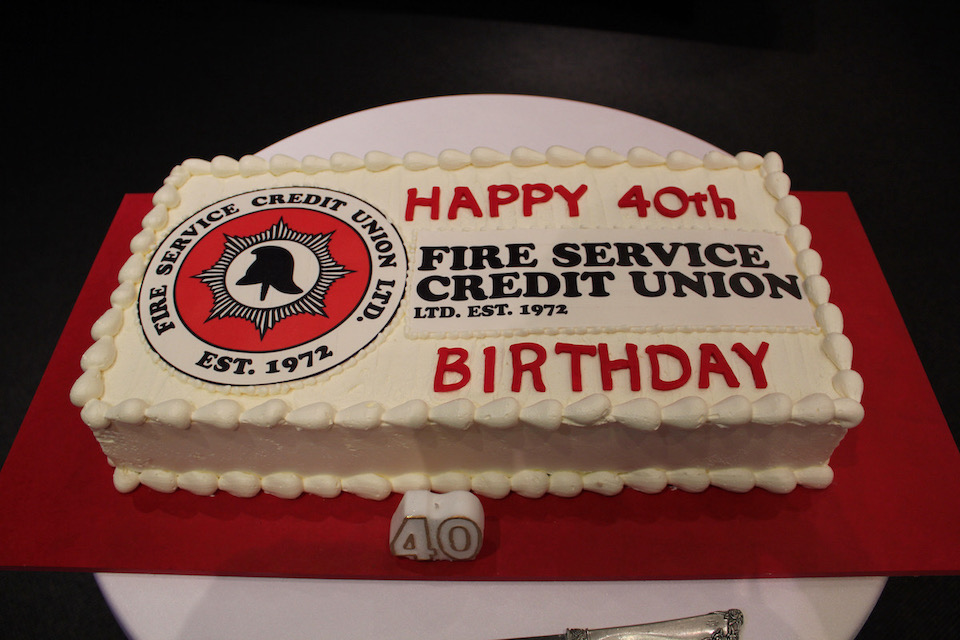 FIRE SERVICE CREDIT UNION LTD.
EST. 1972
HAPPY 40th
FIRE SERVICE
CREDIT UNION
LTD. EST. 1972
BIRTHDAY
40